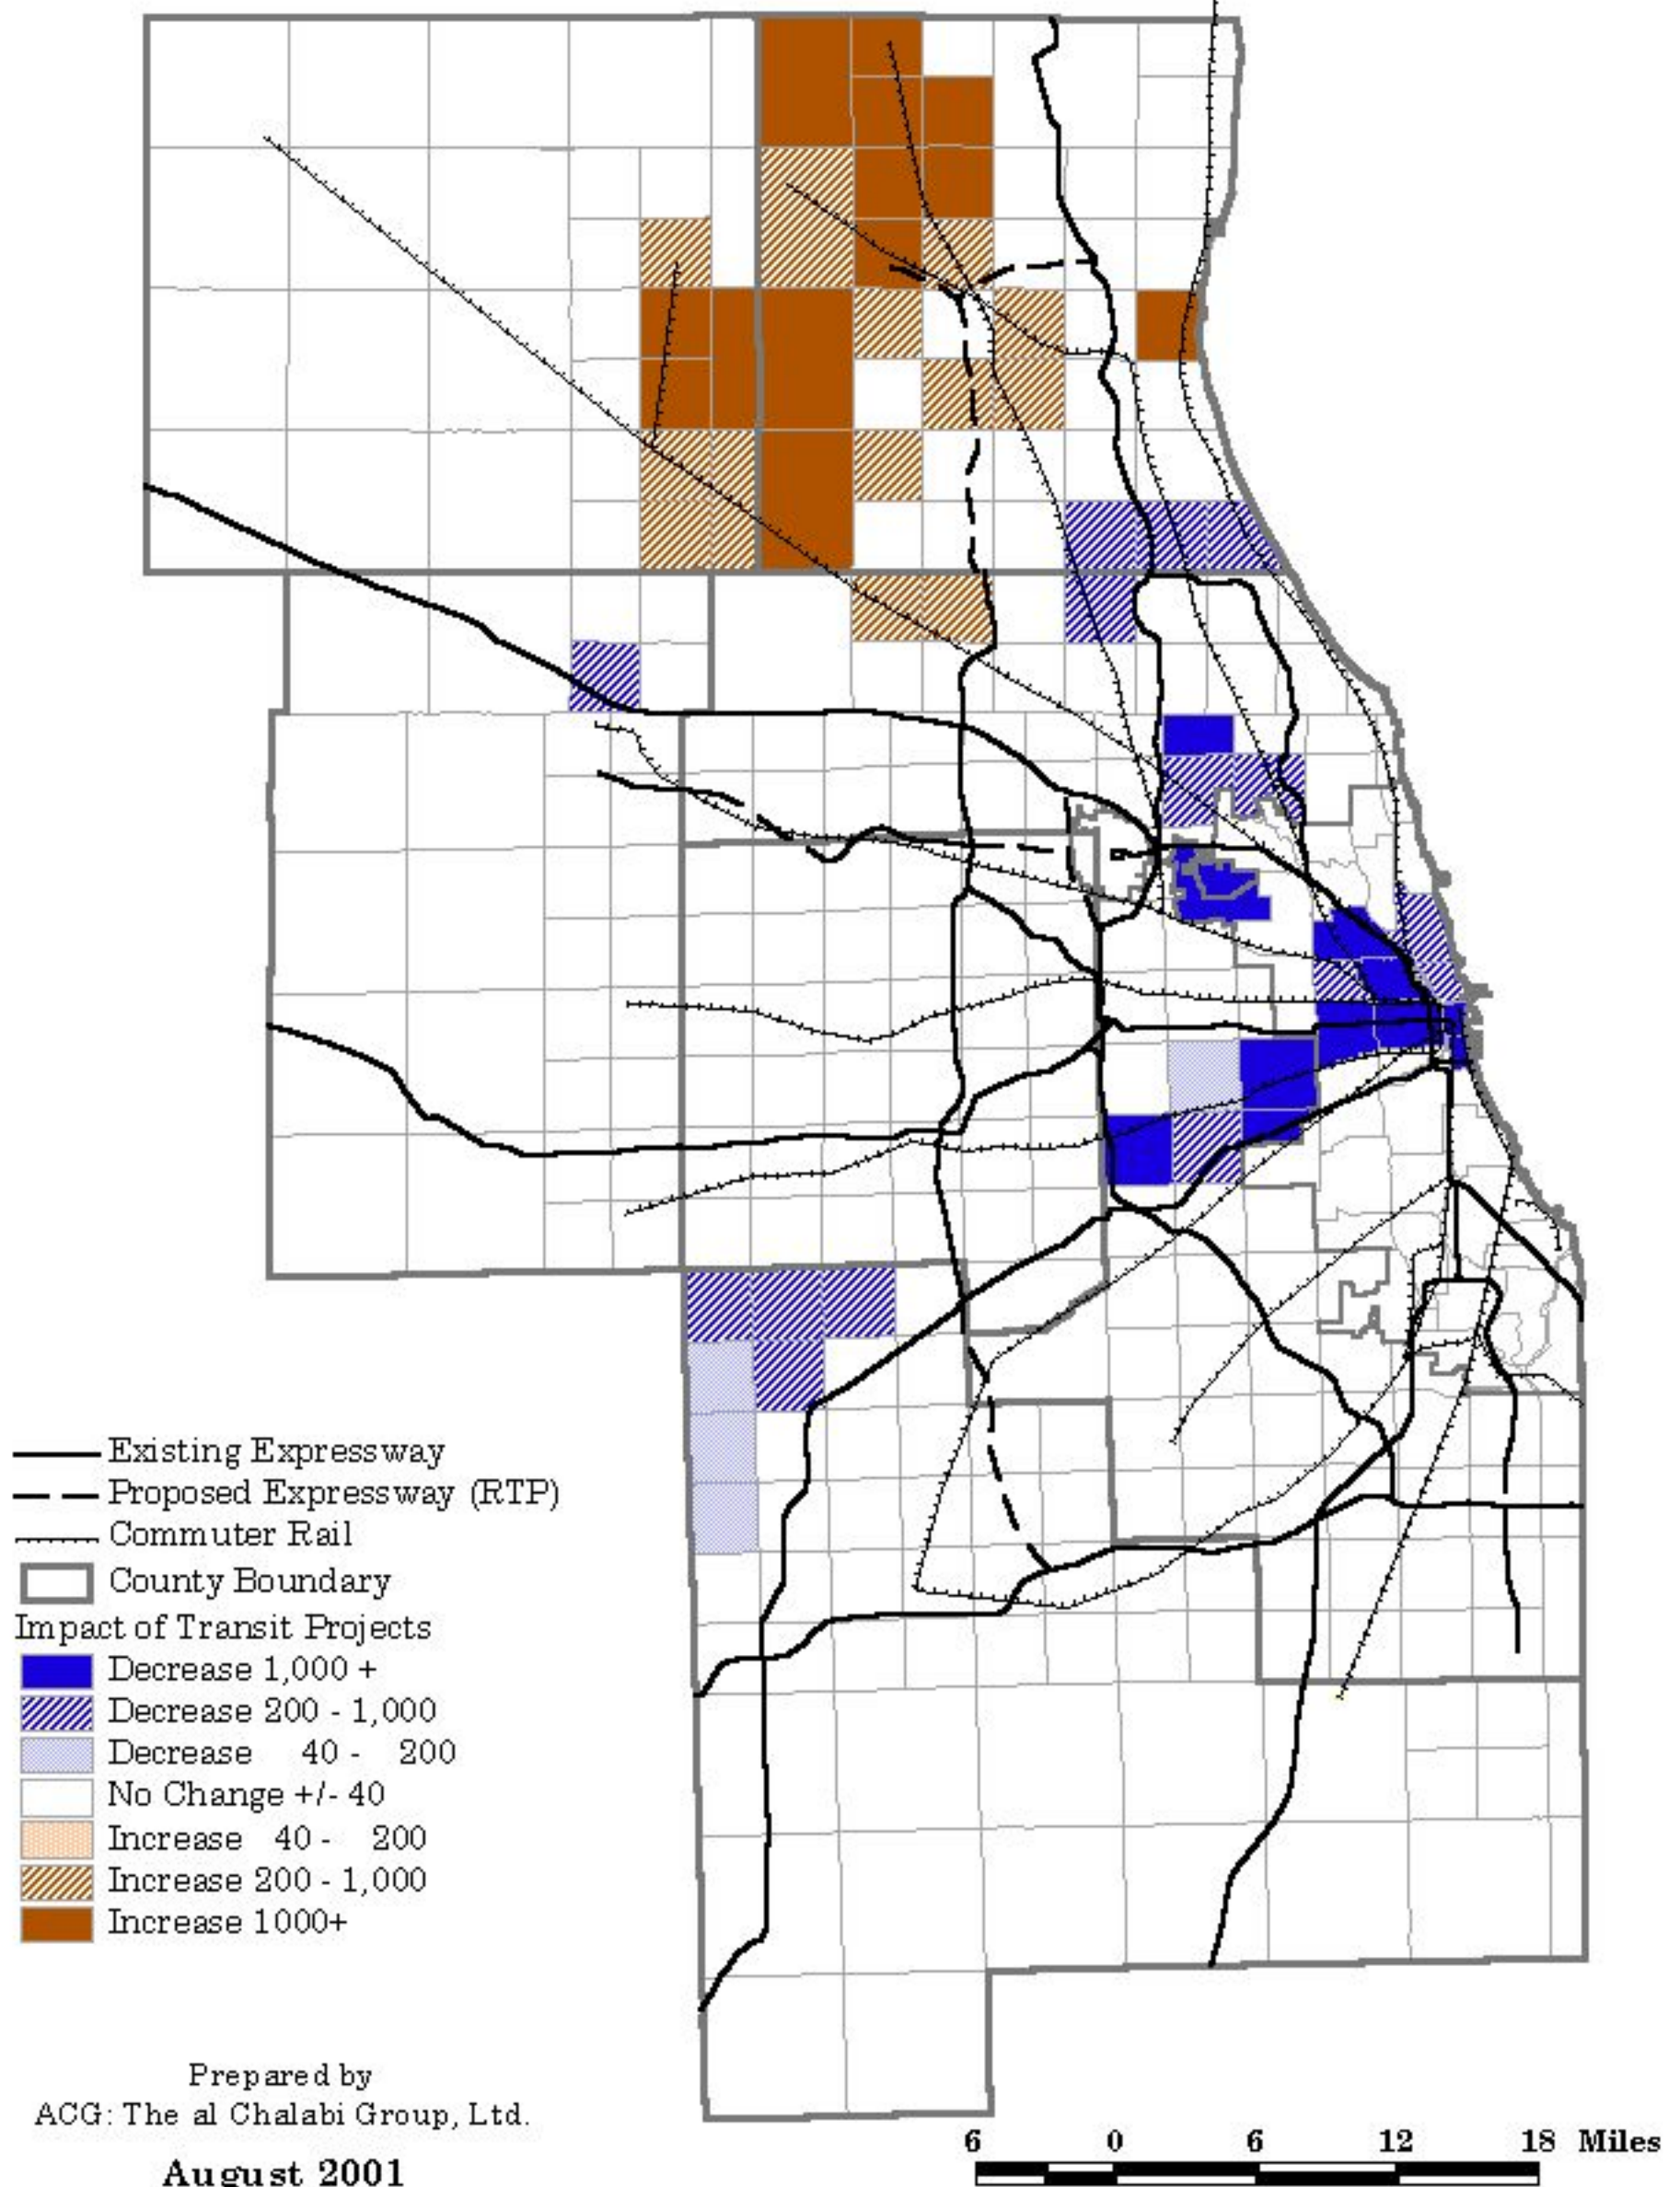 Existing Expressway
Proposed Expressway (RTP)
Commuter Rail
County Boundary
Impact of Transit Projects
Decrease 1,000 +
Decrease 200 - 1,000
Decrease 40 - 200
No Change +/- 40
Increase 40 - 200
Increase 200 - 1,000
Increase 1000+
Prepared by
ACG: The al Chalabi Group, Ltd.
August 2001
6 0 6 12 18 Miles